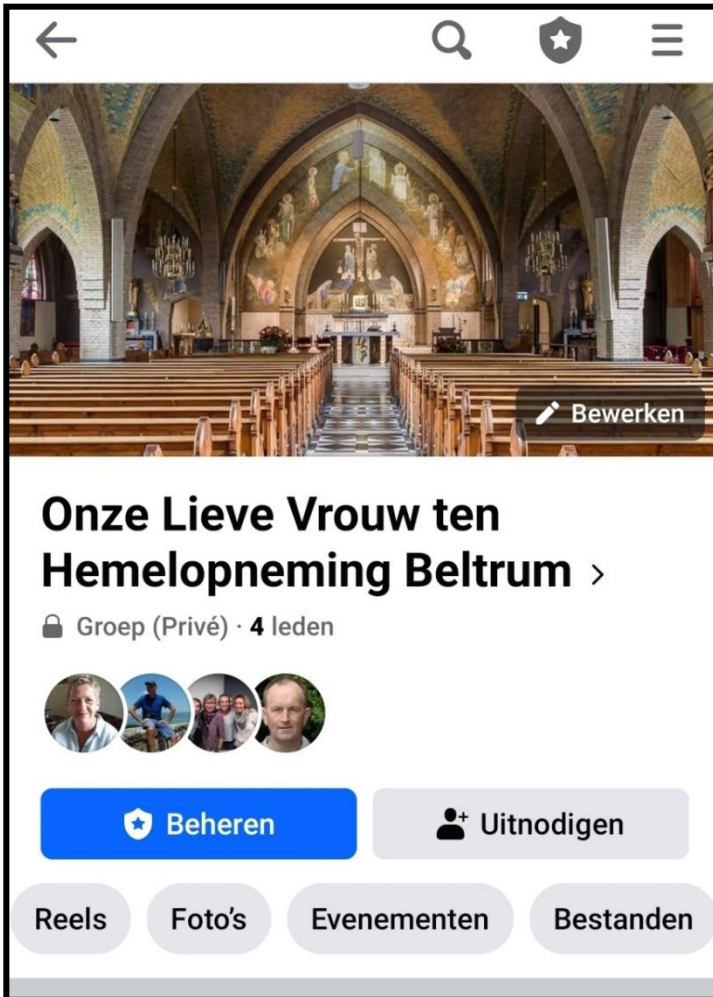 Bewerken
Onze Lieve Vrouw ten
Hemelopneming Beltrum
Groep (Privé) · 4 leden
Beheren
Uitnodigen
Reels
Foto's
Evenementen
Bestanden